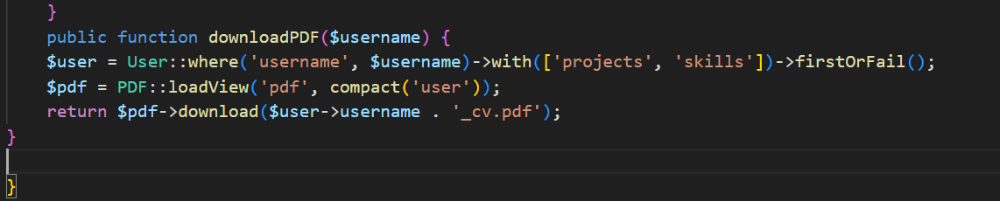 }
public function downloadPDF($username) {
$user = User::where('username', $username)->with(['projects', 'skills'])->firstOrFail();
$pdf = PDF::loadView('pdf', compact('user'));
return $pdf->download($user->username . '_cv.pdf');
}
}